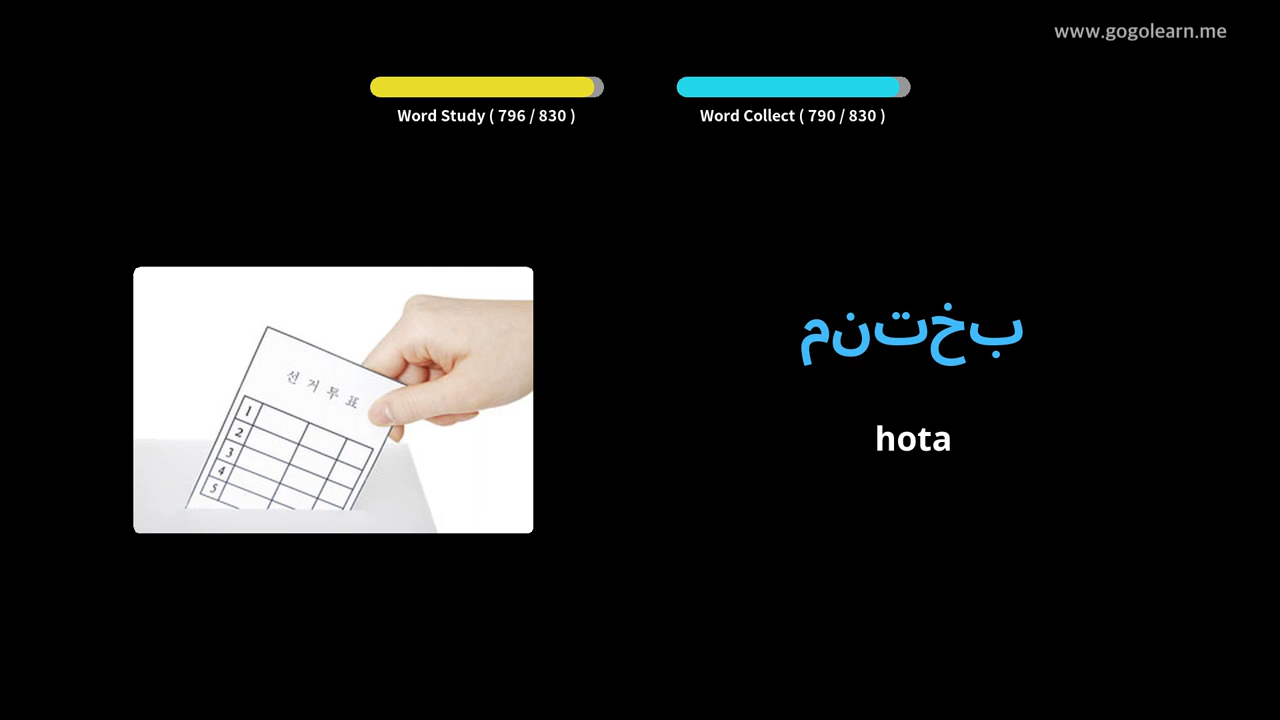 www.gogolearn.me
Word Study ( 796 / 830 )
Word Collect ( 790 / 830 )
선 거 투 표
1
2
3
4
5
بختنم
hota